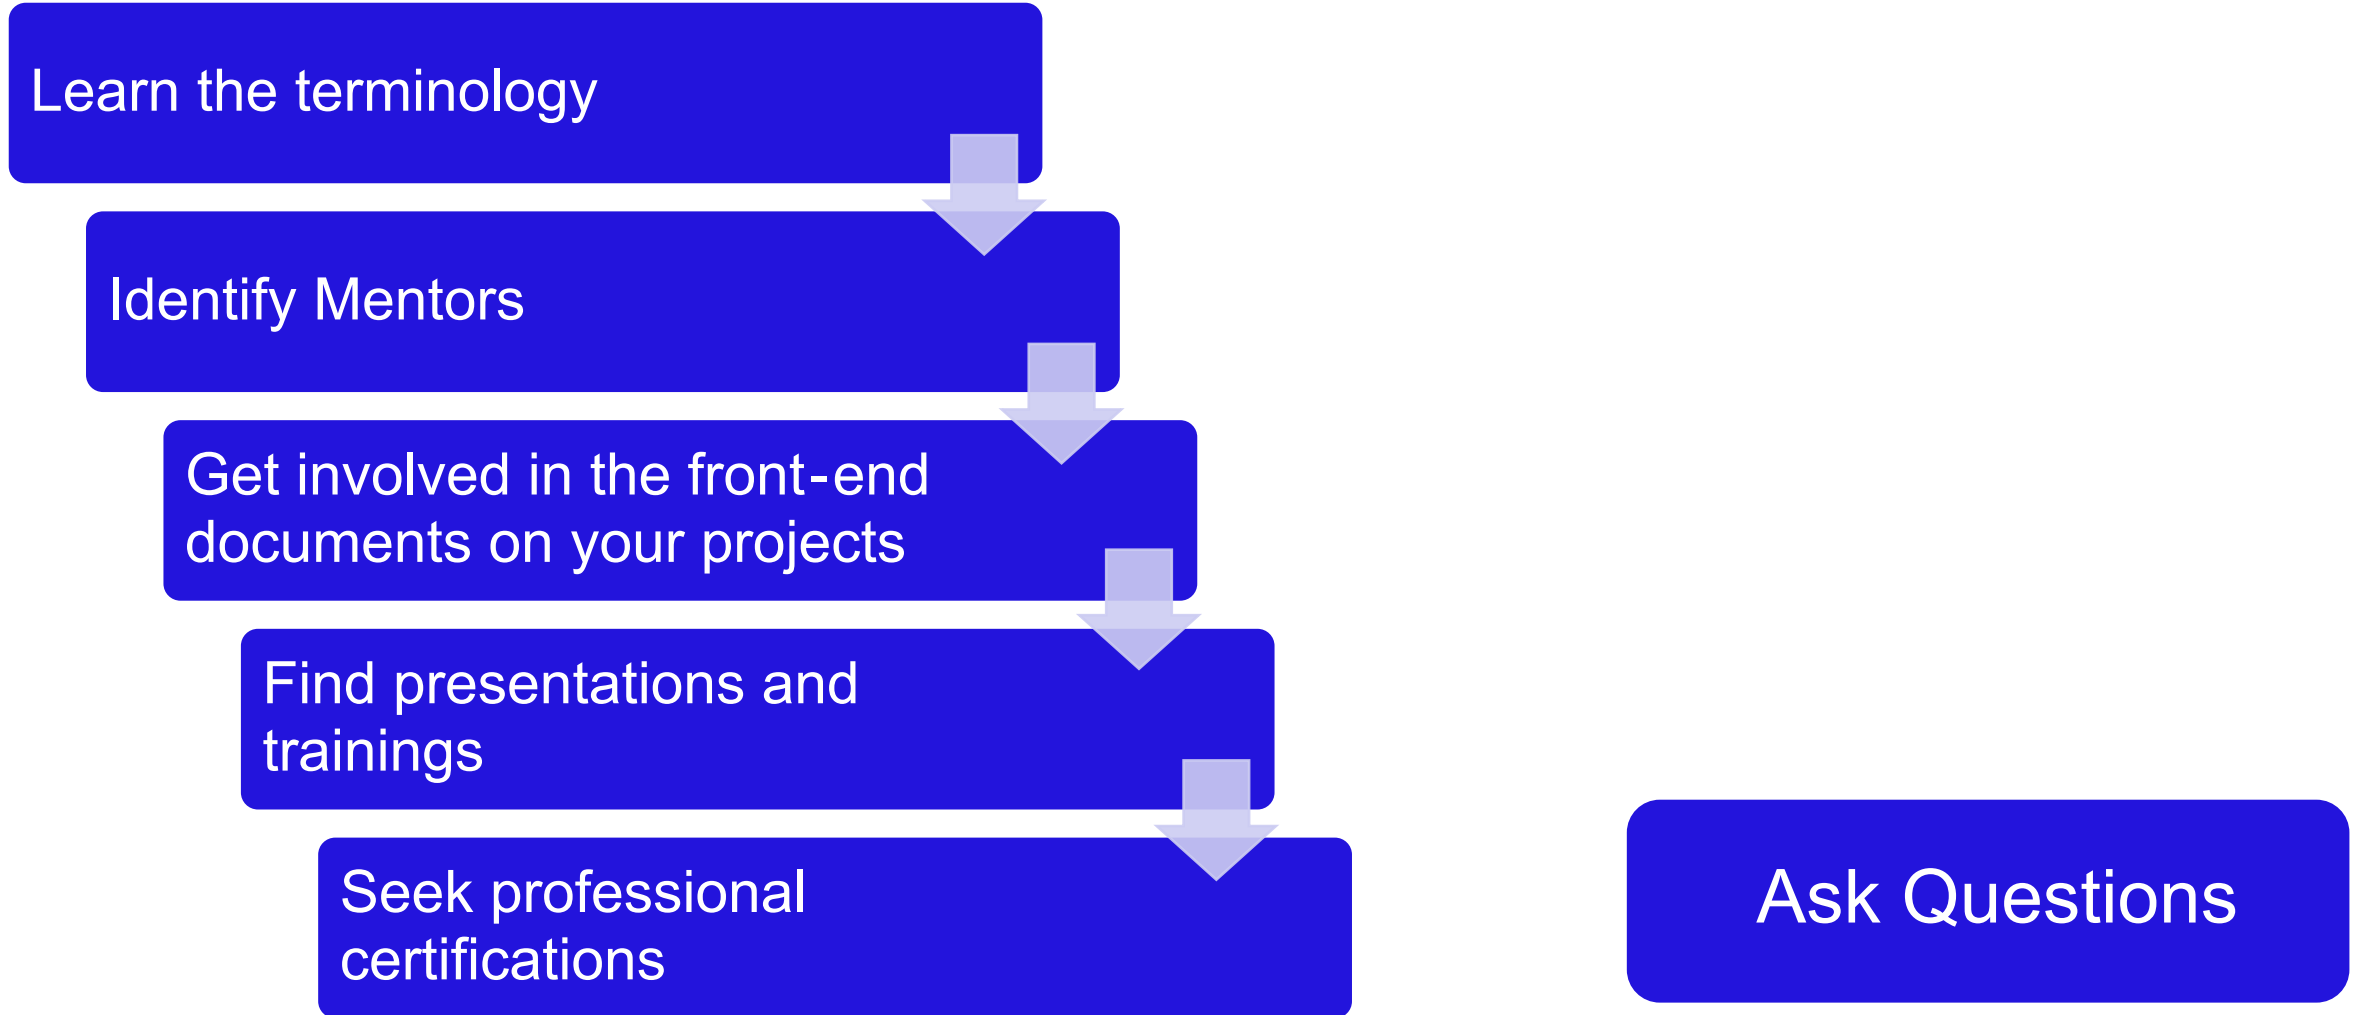 Learn the terminology
Identify Mentors
Get involved in the front-end
documents on your projects
Find presentations and
trainings
Seek professional
certifications
Ask Questions